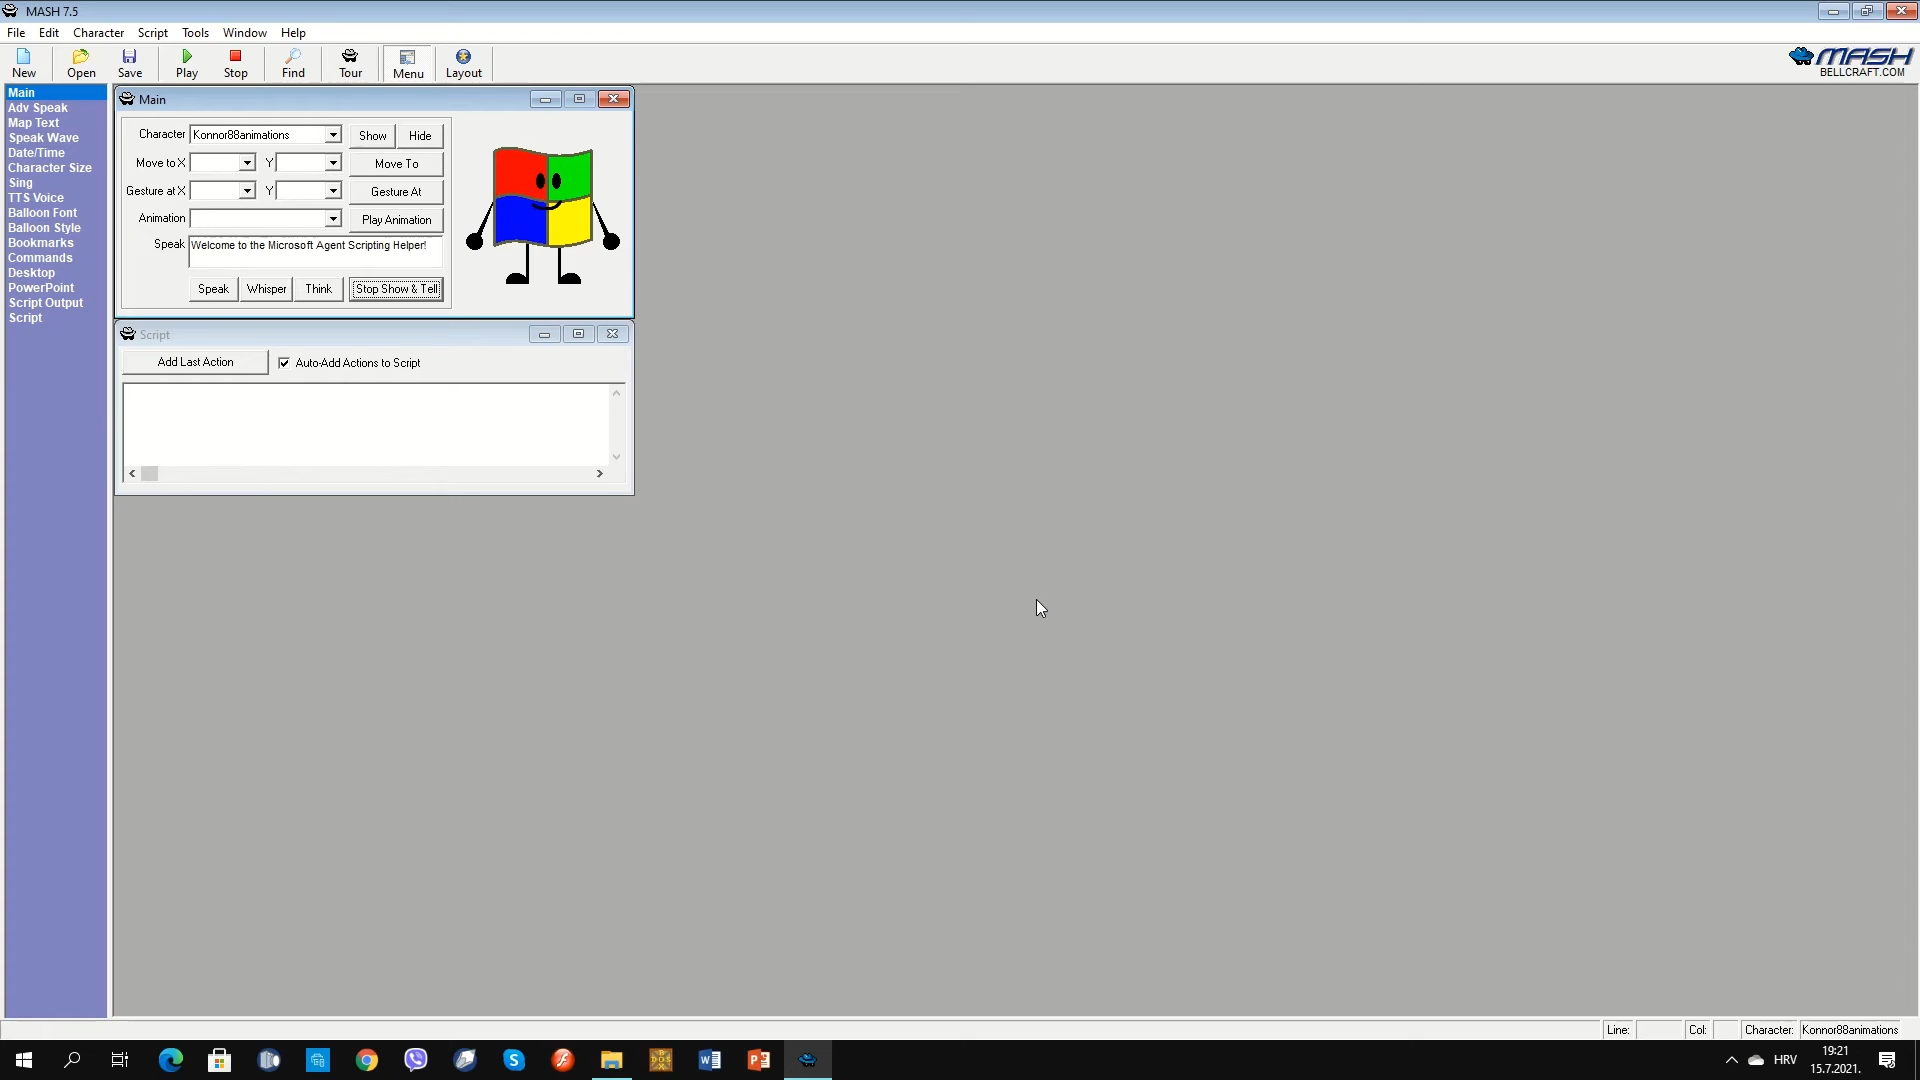 MASH 7.5
File Edit Character Script Tools Window Help
New Open Save Play Stop Find Tour Menu Layout
MASH
BELLCRAFT.COM
Main
Adv Speak
Map Text
Speak Wave
Date/Time
Character Size
Sing
TTS Voice
Balloon Font
Balloon Style
Bookmarks
Commands
Desktop
PowerPoint
Script Output
Script
Main
Character Konnor88animations Show Hide
Move to X Y Move To
Gesture at X Y Gesture At
Animation Play Animation
Speak Welcome to the Microsoft Agent Scripting Helper!
Speak Whisper Think Stop Show & Tell
Script
Add Last Action Auto-Add Actions to Script
Line: Col: Character: Konnor88animations
HRV
19:21
15.7.2021.